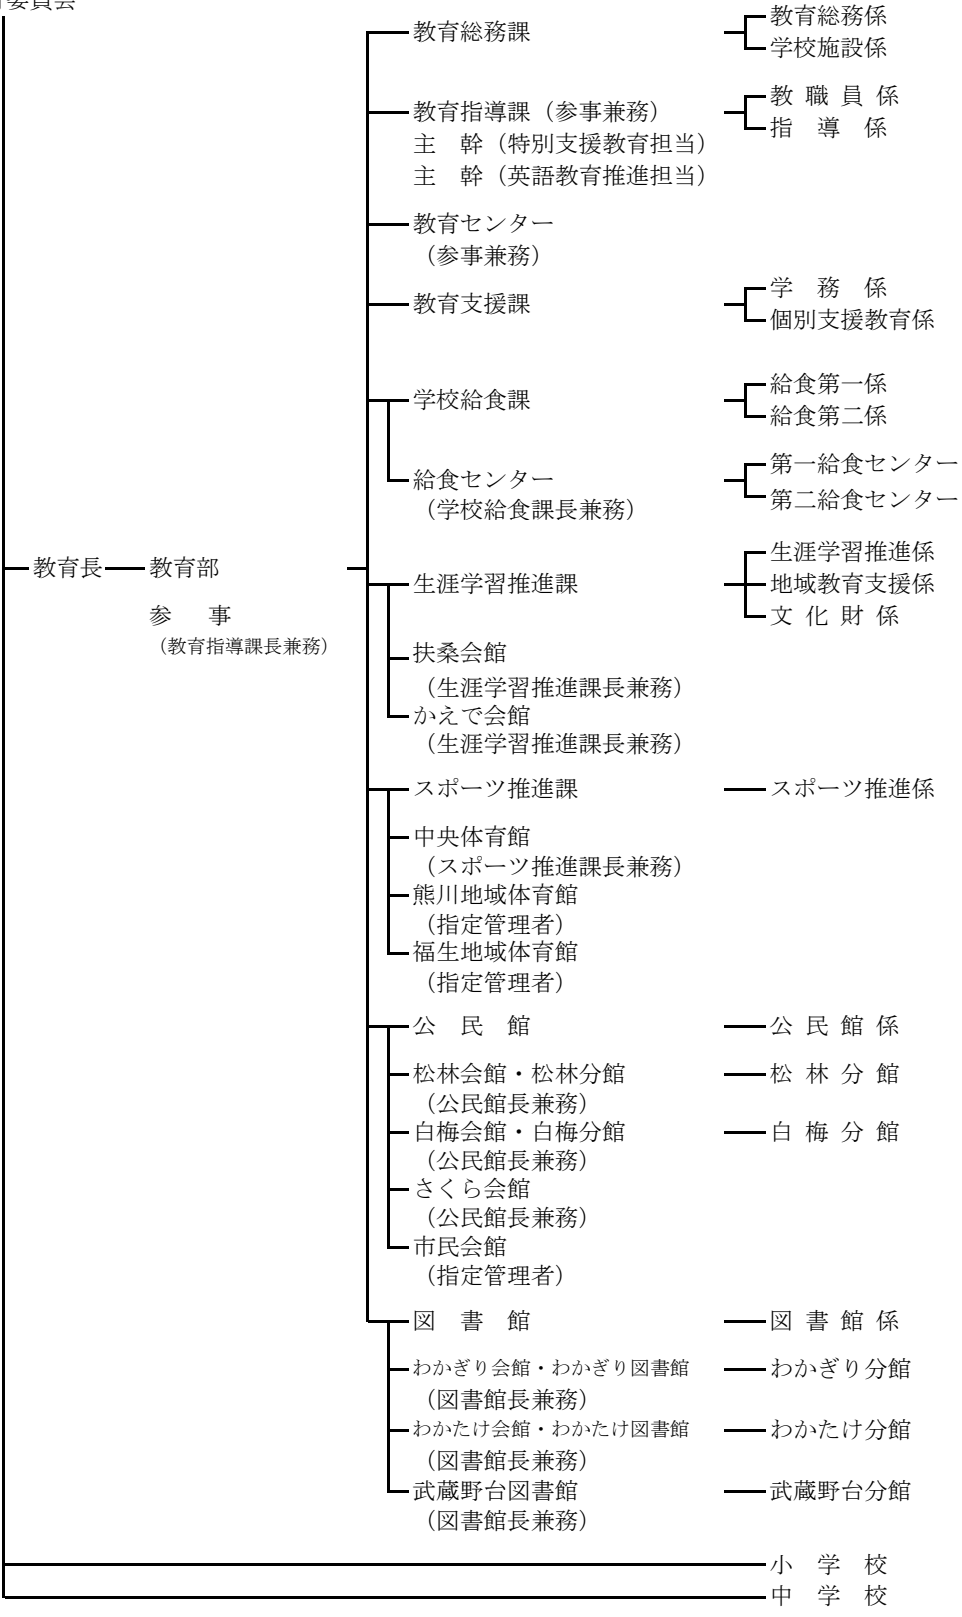 委員会
教育総務課
教育総務係
学校施設係
教育指導課（参事兼務）
主　幹（特別支援教育担当）
主　幹（英語教育推進担当）
教 職 員 係
指　導　係
教育センター
（参事兼務）
教育支援課
学　務　係
個別支援教育係
学校給食課
給食第一係
給食第二係
給食センター
（学校給食課長兼務）
第一給食センター
第二給食センター
教育長
教育部
参　事
（教育指導課長兼務）
生涯学習推進課
生涯学習推進係
地域教育支援係
文 化 財 係
扶桑会館
（生涯学習推進課長兼務）
かえで会館
（生涯学習推進課長兼務）
スポーツ推進課
スポーツ推進係
中央体育館
（スポーツ推進課長兼務）
熊川地域体育館
（指定管理者）
福生地域体育館
（指定管理者）
公　民　館
公 民 館 係
松林会館・松林分館
（公民館長兼務）
松 林 分 館
白梅会館・白梅分館
（公民館長兼務）
白 梅 分 館
さくら会館
（公民館長兼務）
市民会館
（指定管理者）
図　書　館
図 書 館 係
わかぎり会館・わかぎり図書館
（図書館長兼務）
わかぎり分館
わかたけ会館・わかたけ図書館
（図書館長兼務）
わかたけ分館
武蔵野台図書館
（図書館長兼務）
武蔵野台分館
小　学　校
中　学　校